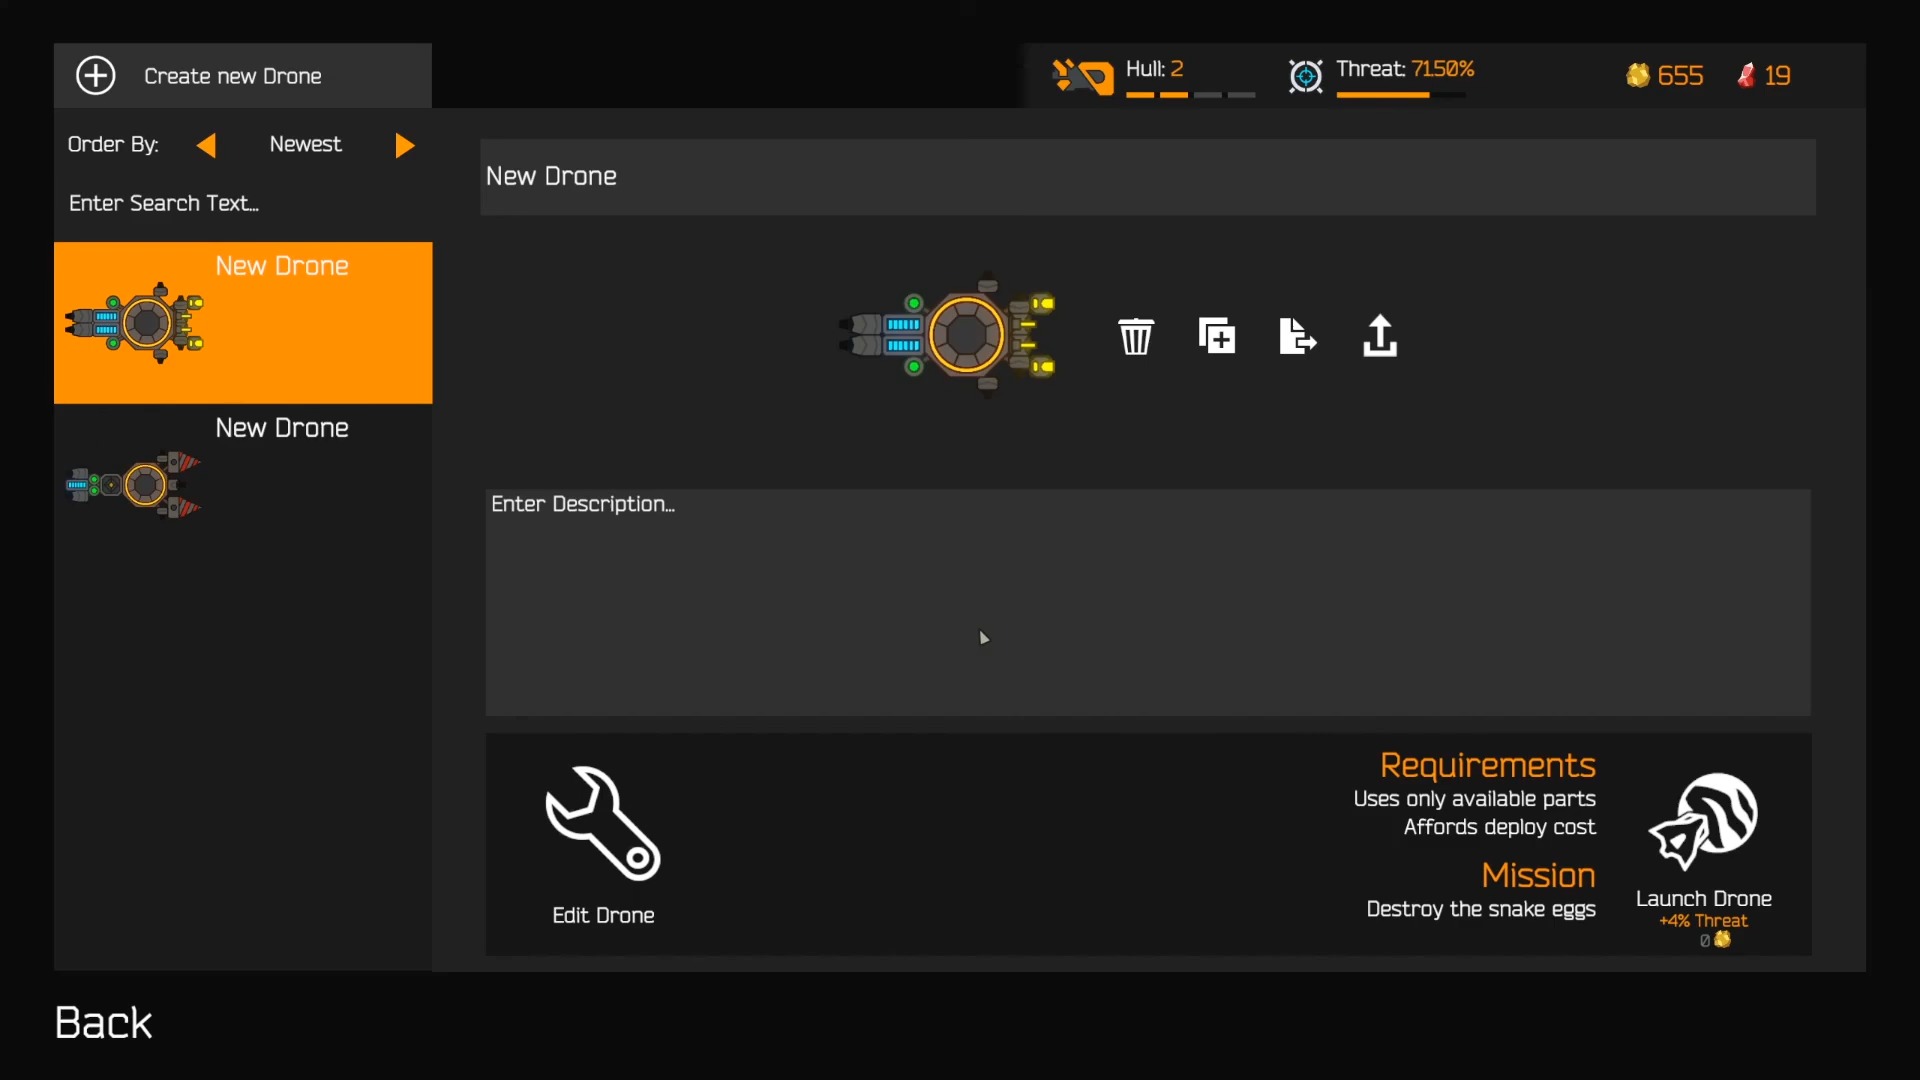 Create new Drone
Hull: 2
Threat: 71.50%
655
19
Order By:
Newest
Enter Search Text...
New Drone
New Drone
New Drone
Enter Description...
Edit Drone
Requirements
Uses only available parts
Affords deploy cost
Mission
Destroy the snake eggs
Launch Drone
+4% Threat
0
Back